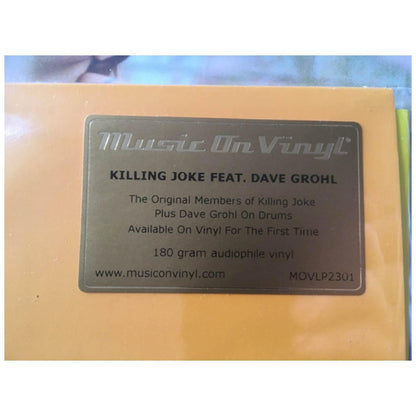 Music On Vinyl
KILLING JOKE FEAT. DAVE GROHL
The Original Members of Killing Joke
Plus Dave Grohl On Drums
Available On Vinyl For The First Time
180 gram audiophile vinyl
www.musiconvinyl.com MOVLP2301